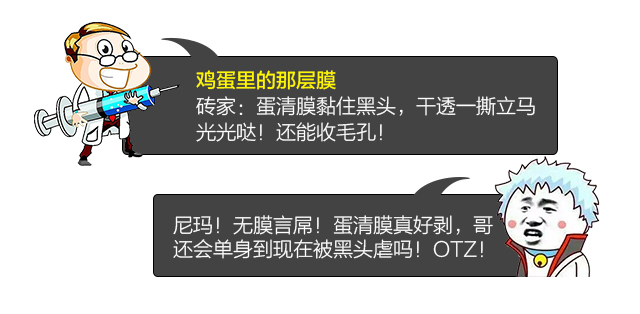 鸡蛋里的那层膜
砖家：蛋清膜黏住黑头，干透一撕立马
光光哒！还能收毛孔！
尼玛！无膜言屌！蛋清膜真好剥，哥
还会单身到现在被黑头虐吗！OTZ！